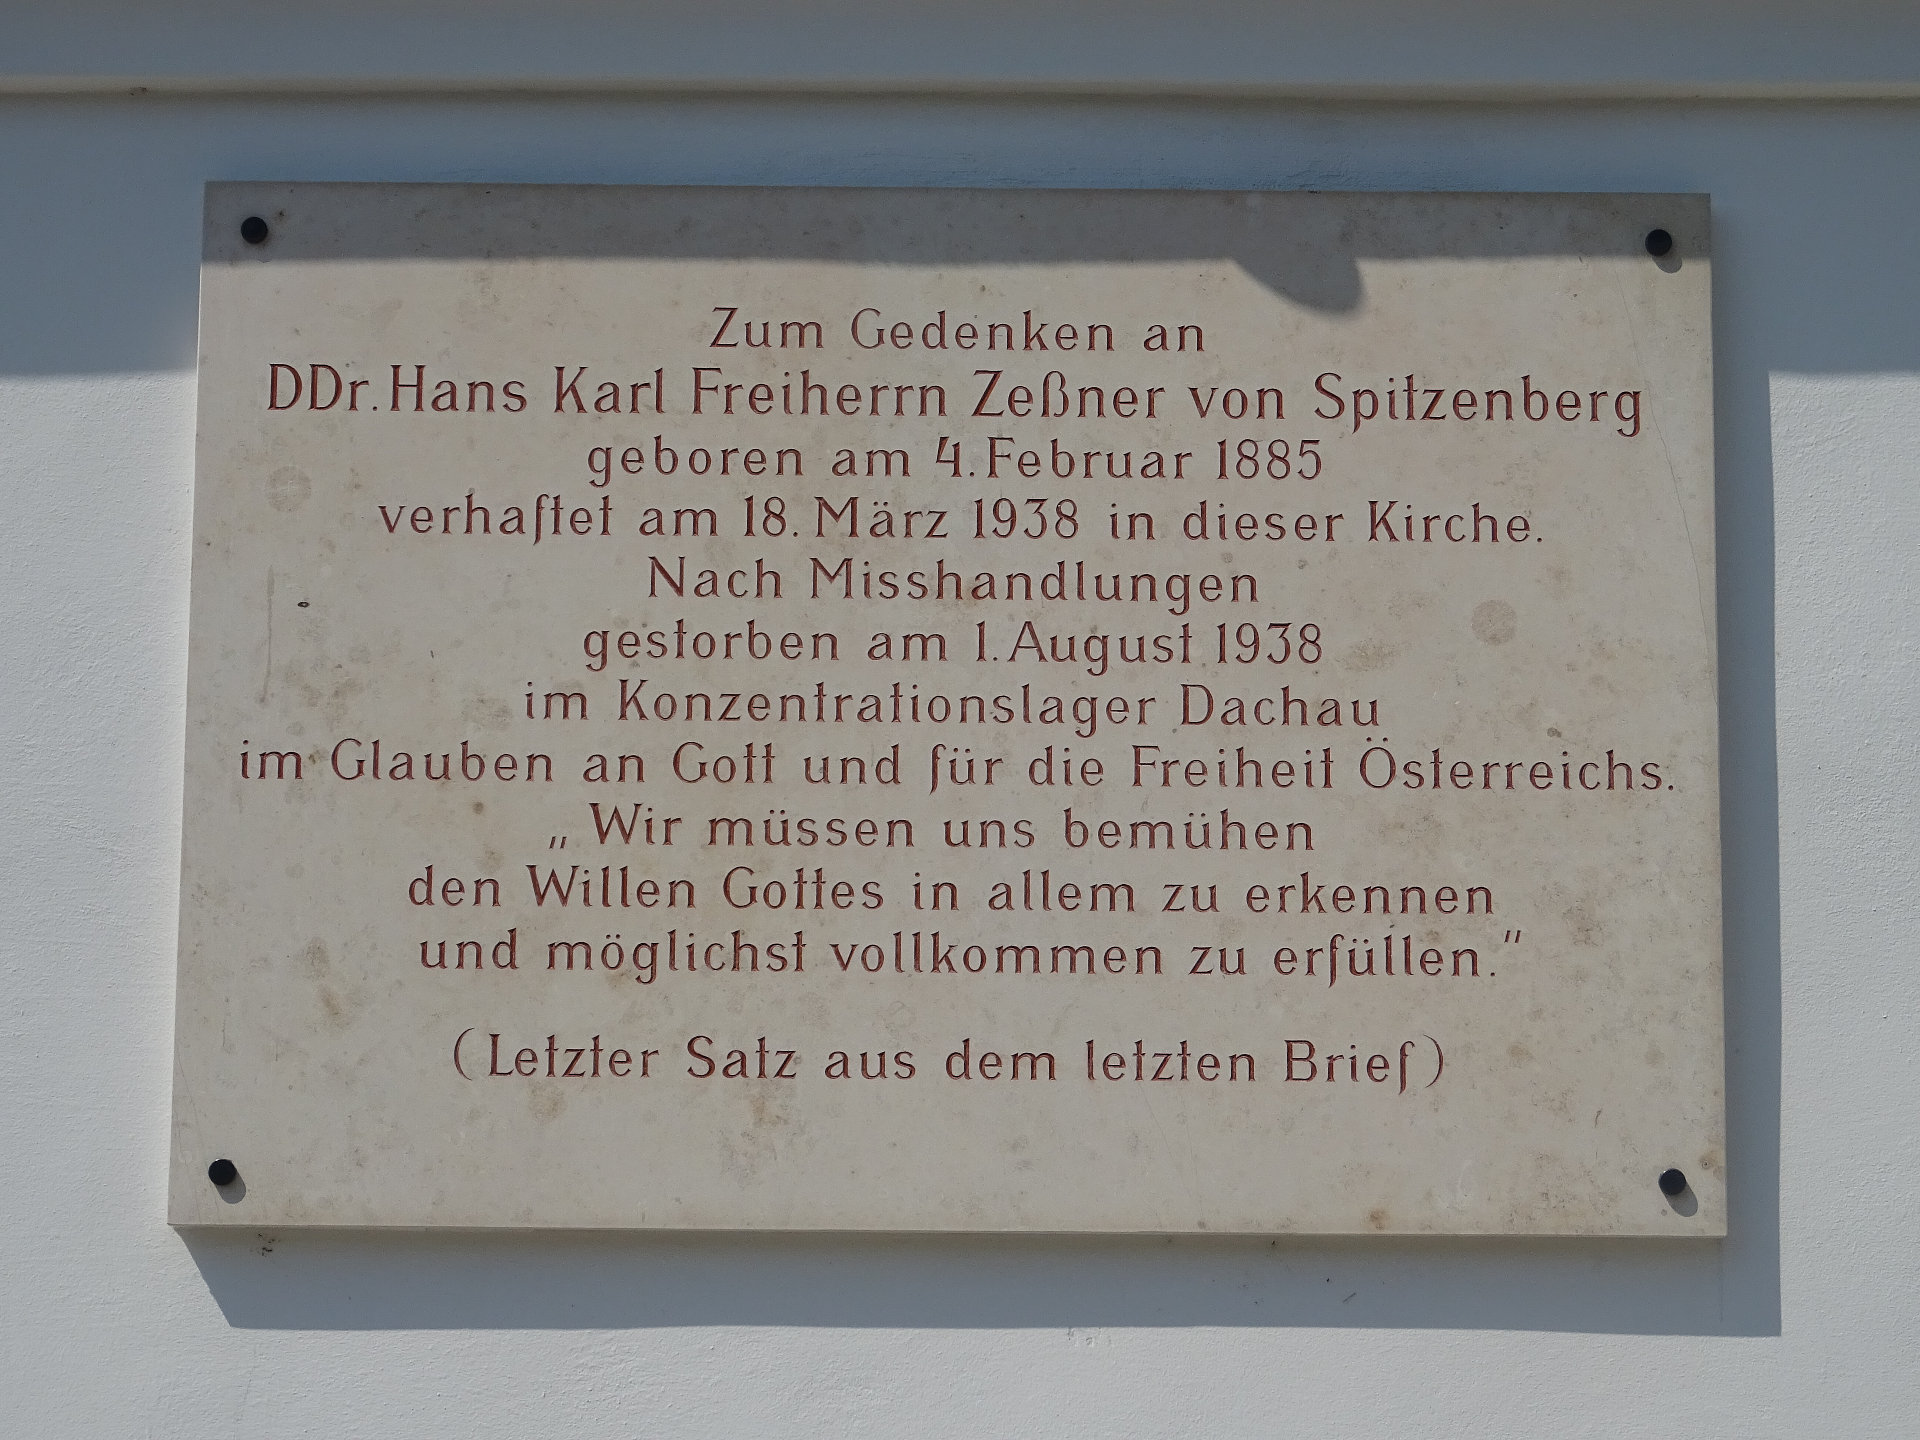 Zum Gedenken an
DDr. Hans Karl Freiherrn Zeßner von Spitzenberg
geboren am 4. Februar 1885
verhaftet am 18. März 1938 in dieser Kirche.
Nach Misshandlungen
gestorben am 1. August 1938
im Konzentrationslager Dachau
im Glauben an Gott und für die Freiheit Österreichs.
„Wir müssen uns bemühen
den Willen Gottes in allem zu erkennen
und möglichst vollkommen zu erfüllen."
(Letzter Satz aus dem letzten Brief)